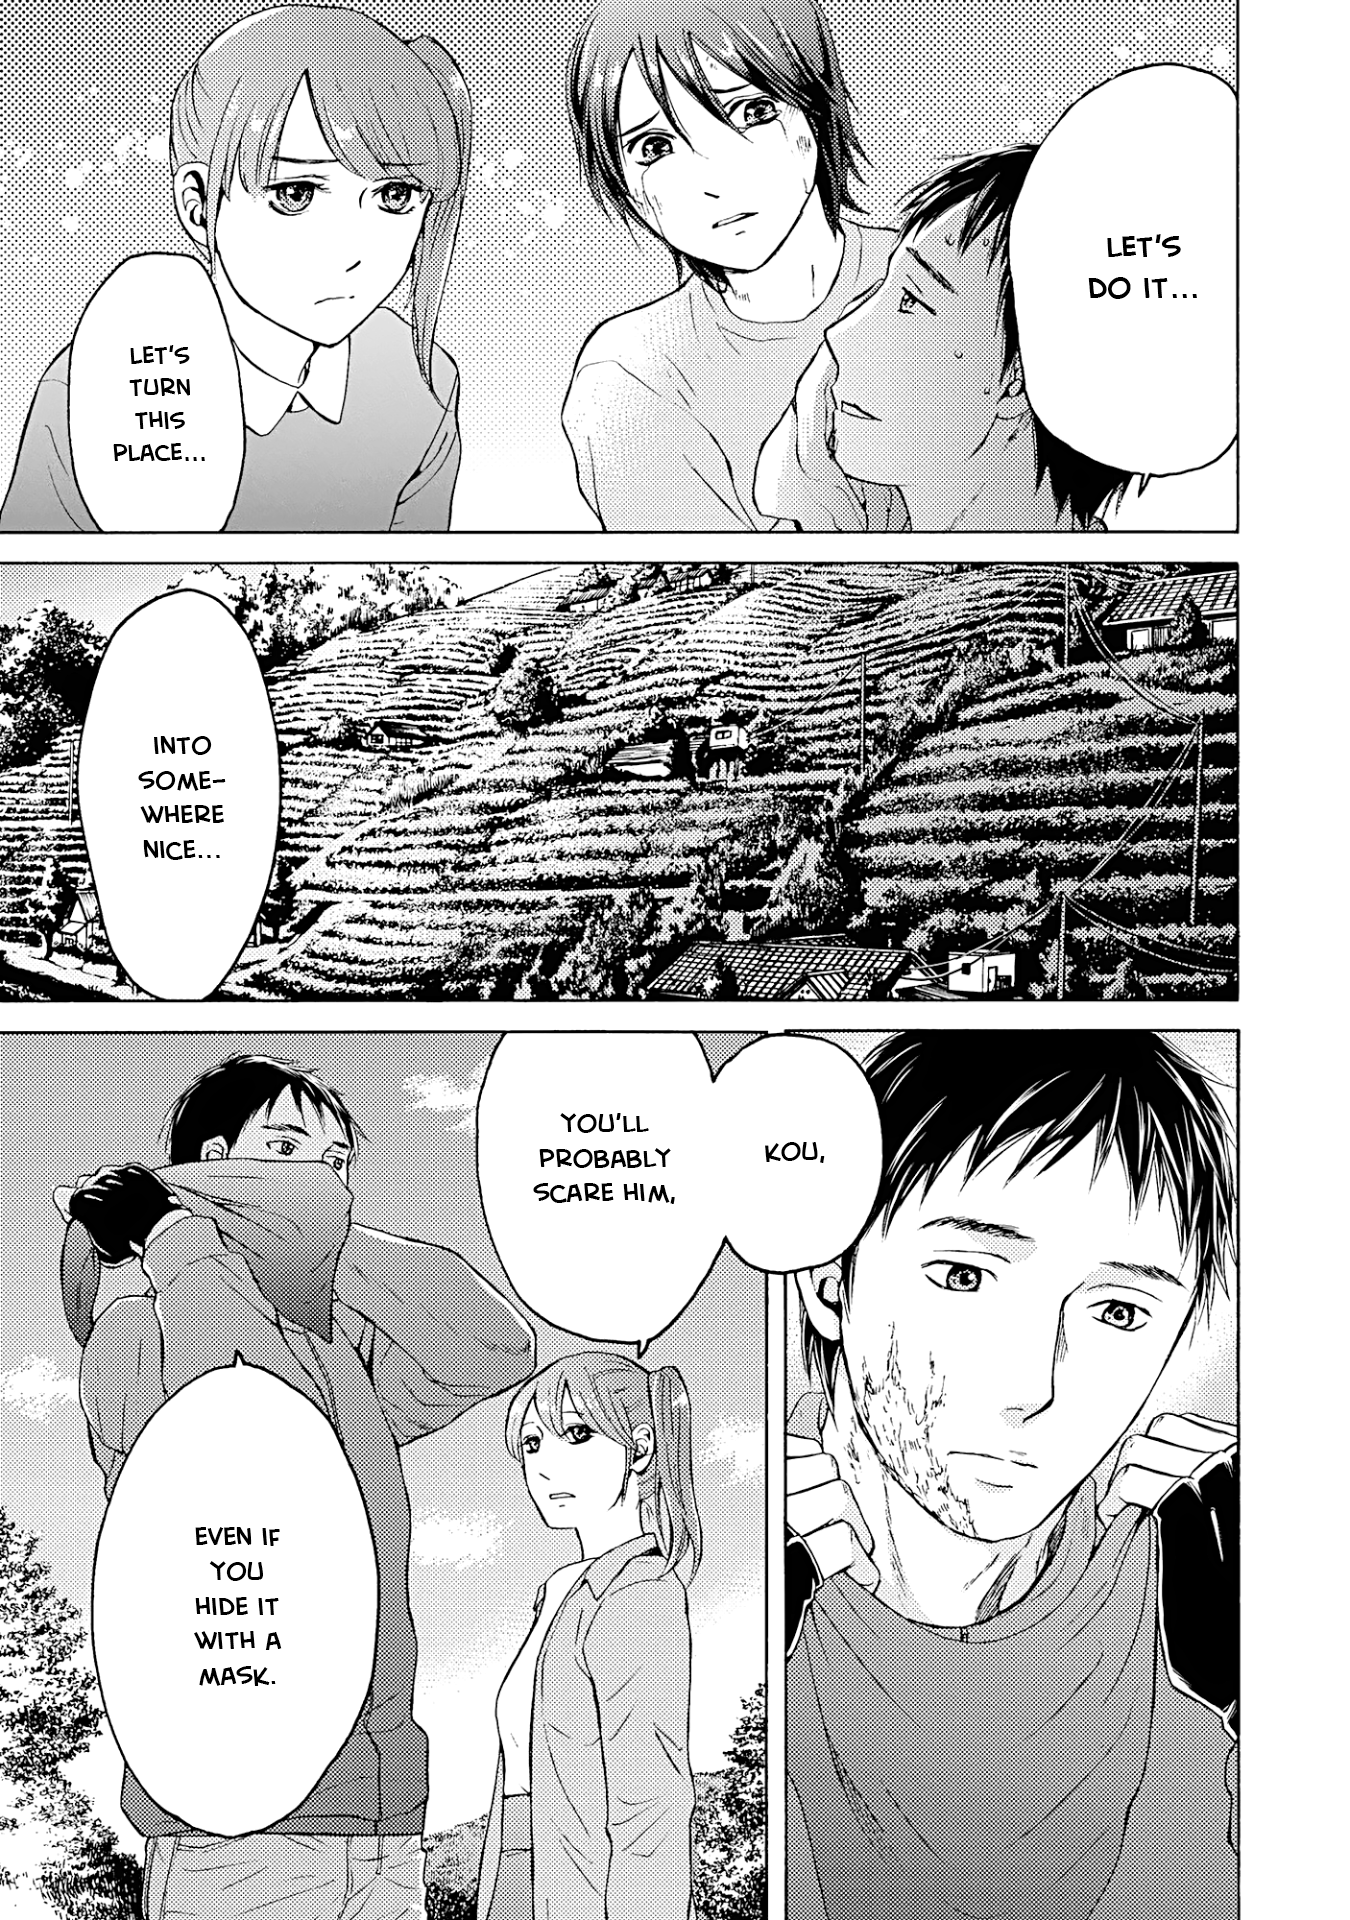 LET'S
DO IT...
LET'S
TURN
THIS
PLACE...
INTO
SOME-
WHERE
NICE...
KOU,
YOU'LL
PROBABLY
SCARE HIM,
EVEN IF
YOU
HIDE IT
WITH A
MASK.